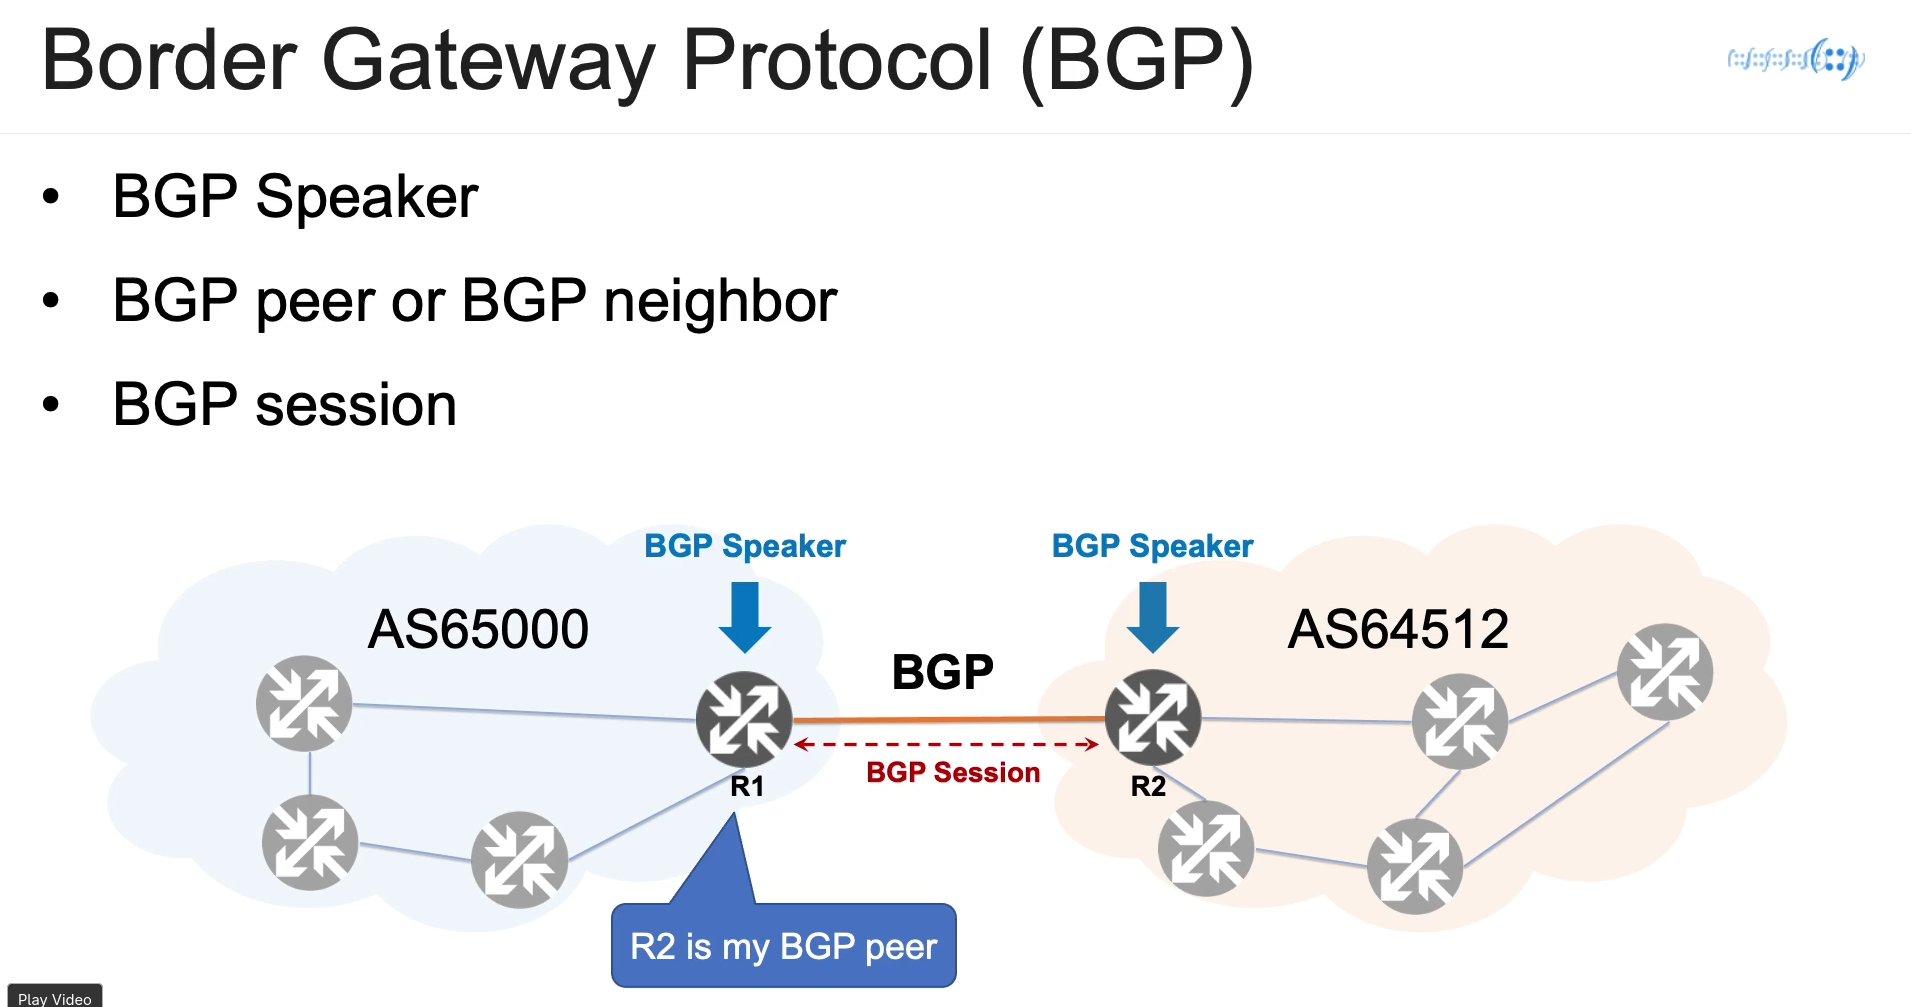 Border Gateway Protocol (BGP)
• BGP Speaker
• BGP peer or BGP neighbor
• BGP session
BGP Speaker
BGP Speaker
AS65000
AS64512
BGP
BGP Session
R1
R2
R2 is my BGP peer
Play Video